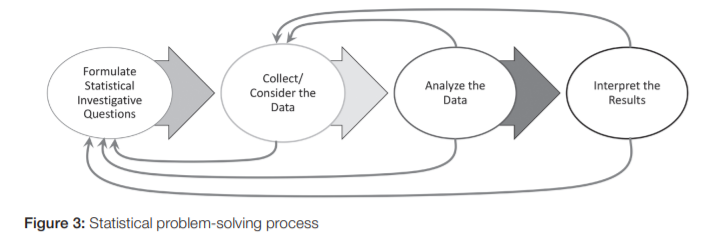 Formulate
Statistical
Investigative
Questions
Collect/
Consider the
Data
Analyze the
Data
Interpret the
Results
Figure 3: Statistical problem-solving process